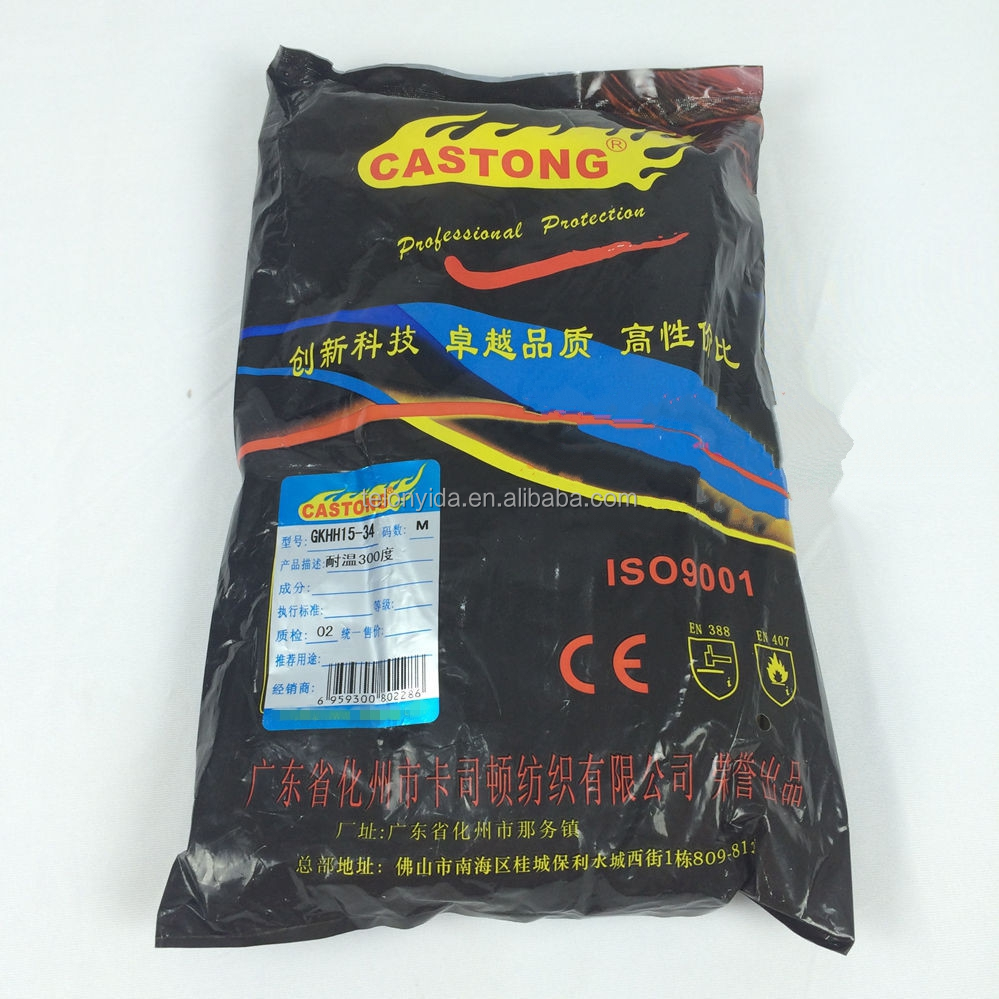 CASTONG®
Professional Protection
创新科技 卓越品质 高性价比
telonyida.en.alibaba.com
CASTONG®
型号: GKHH15-34 码数: M
产品描述: 耐温300度
成分:
执行标准: 等级:
质检: 02 统一售价:
推荐用途:
经销商:
6 959300 802286
ISO9001
CE
EN 388
EN 407
i
i
广东省化州市卡司顿纺织有限公司 荣誉出品
厂址:广东省化州市那务镇
总部地址: 佛山市南海区桂城保利水城西街1栋809-81